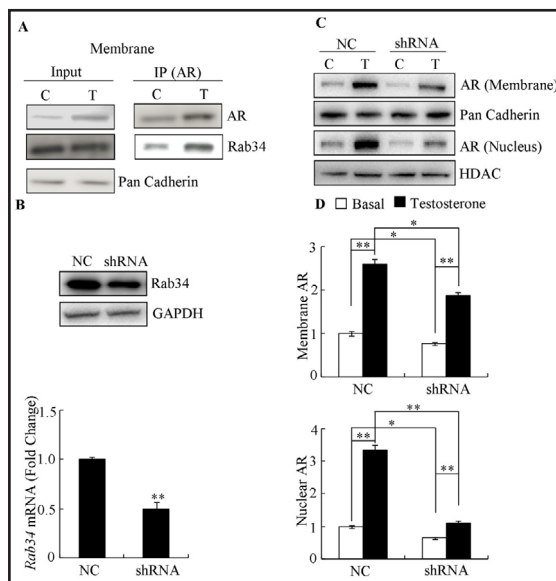 A
Membrane
Input IP (AR)
C T C T
AR
Rab34
Pan Cadherin
B
NC shRNA
Rab34
GAPDH
Rab34 mRNA (Fold Change)
1.5
1.0
0.5
0
**
NC shRNA
C
NC shRNA
C T C T
AR (Membrane)
Pan Cadherin
AR (Nucleus)
HDAC
D Basal Testosterone
Membrane AR
3
2
1
0
*
*
**
**
NC shRNA
Nuclear AR
4
3
2
1
0
**
*
**
**
NC shRNA